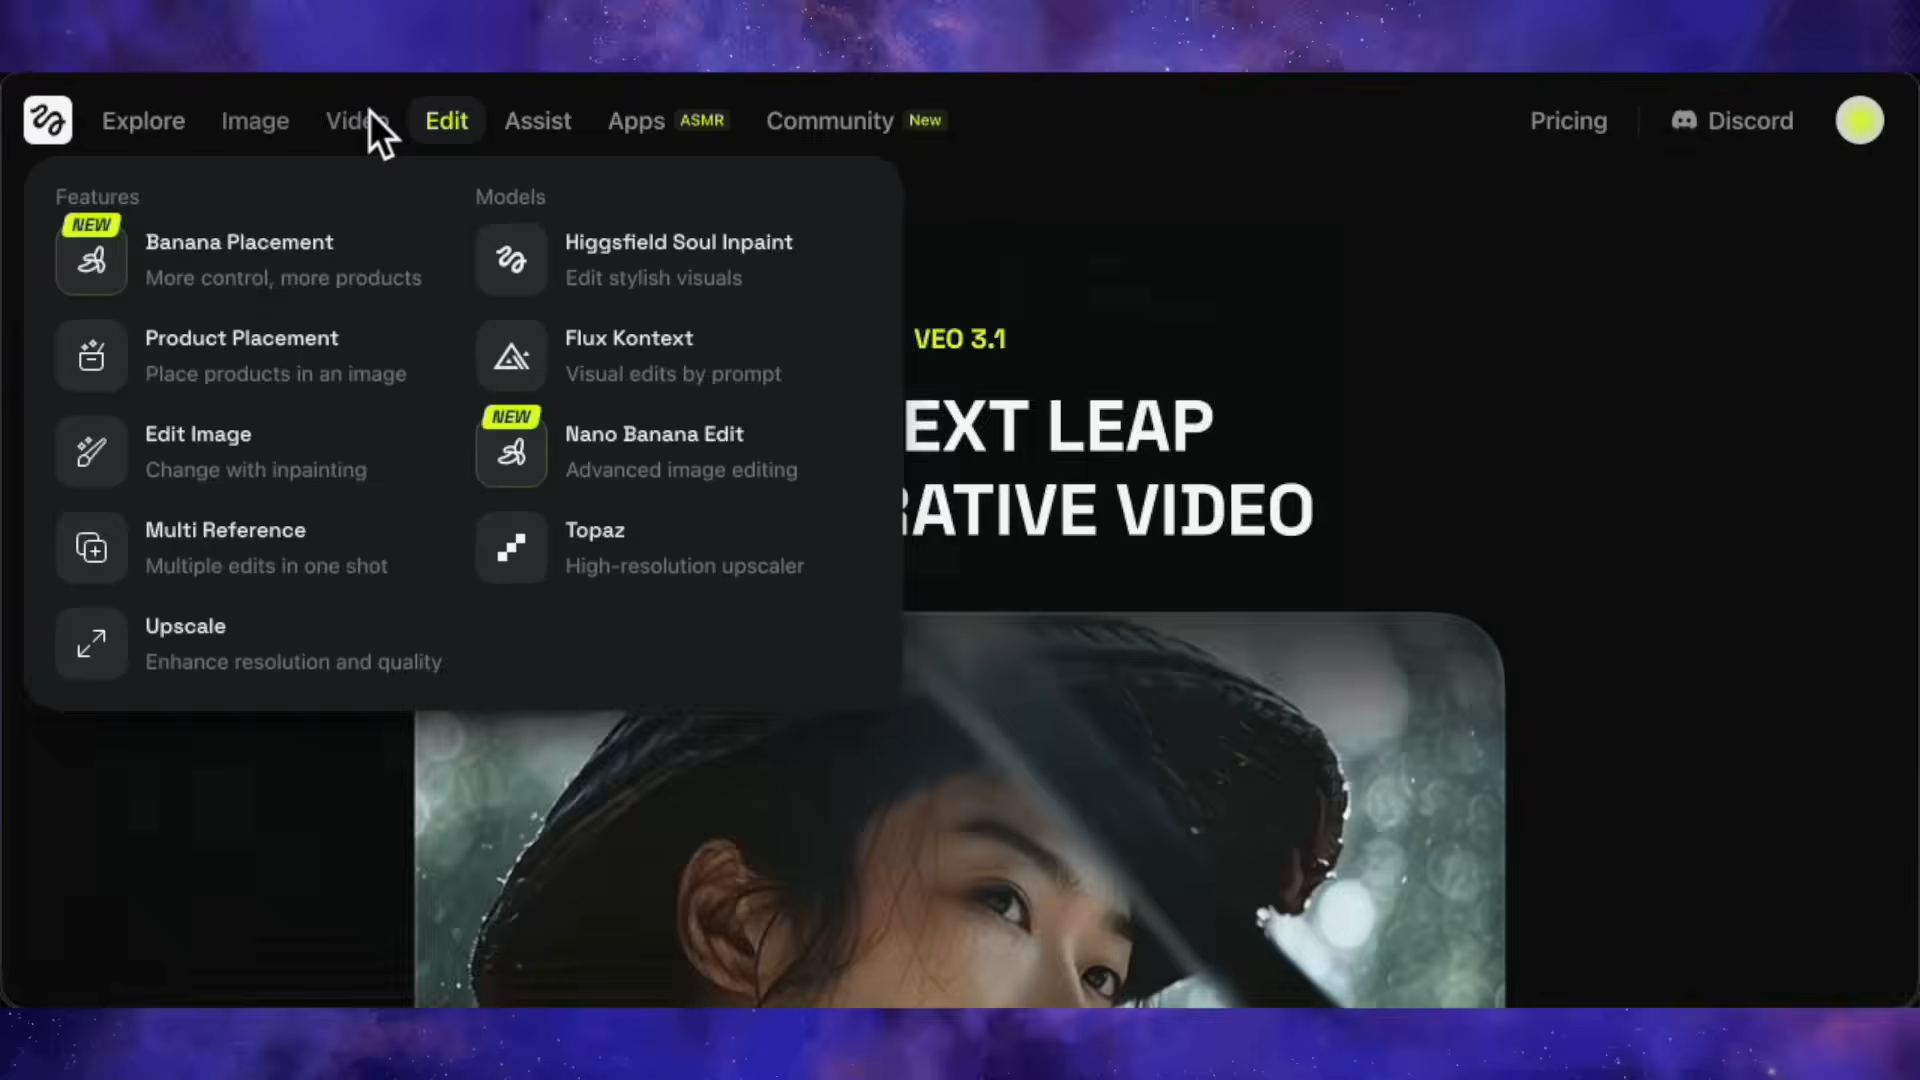 Explore Image Video Edit Assist Apps ASMR Community New Pricing Discord
Features
NEW
Banana Placement
More control, more products
Product Placement
Place products in an image
Edit Image
Change with inpainting
Multi Reference
Multiple edits in one shot
Upscale
Enhance resolution and quality
Models
Higgsfield Soul Inpaint
Edit stylish visuals
Flux Kontext
Visual edits by prompt
NEW
Nano Banana Edit
Advanced image editing
Topaz
High-resolution upscaler
VEO 3.1
EXT LEAP
RATIVE VIDEO